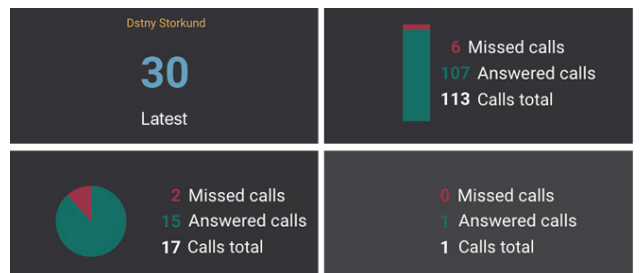 Dstny Storkund
30
Latest
6 Missed calls
107 Answered calls
113 Calls total
2 Missed calls
15 Answered calls
17 Calls total
0 Missed calls
1 Answered calls
1 Calls total